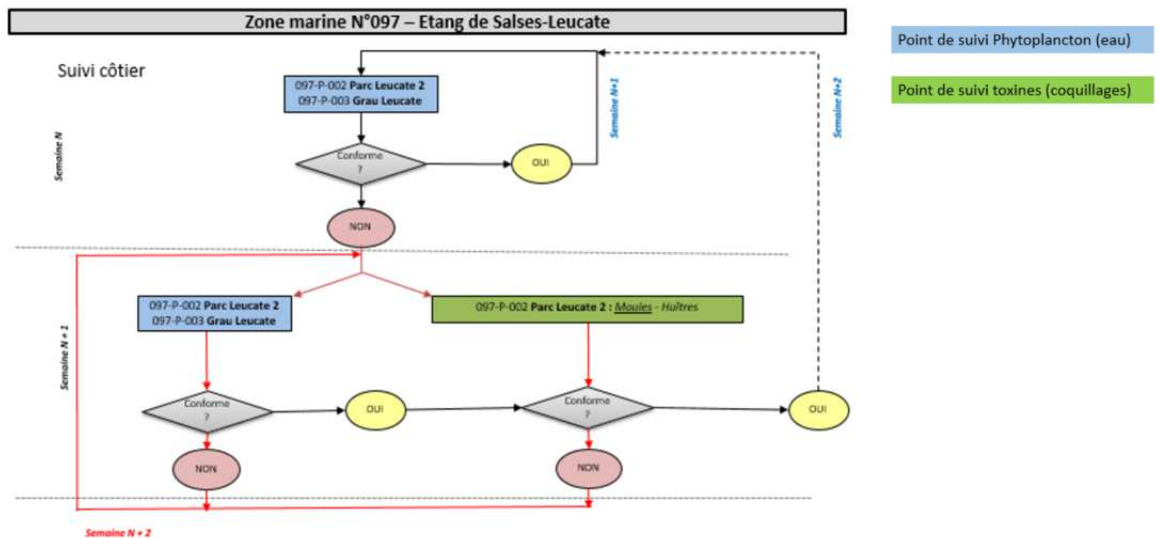 Zone marine N°097 – Etang de Salses-Leucate
Point de suivi Phytoplancton (eau)
Suivi côtier
Point de suivi toxines (coquillages)
097-P-002 Parc Leucate 2
097-P-003 Grau Leucate
Semaine N+1
Semaine N+2
Semaine N
Conforme
?
OUI
NON
097-P-002 Parc Leucate 2
097-P-003 Grau Leucate
097-P-002 Parc Leucate 2 : Moules - Huîtres
Semaine N + 1
Conforme
?
OUI
Conforme
?
OUI
NON
NON
Semaine N + 2